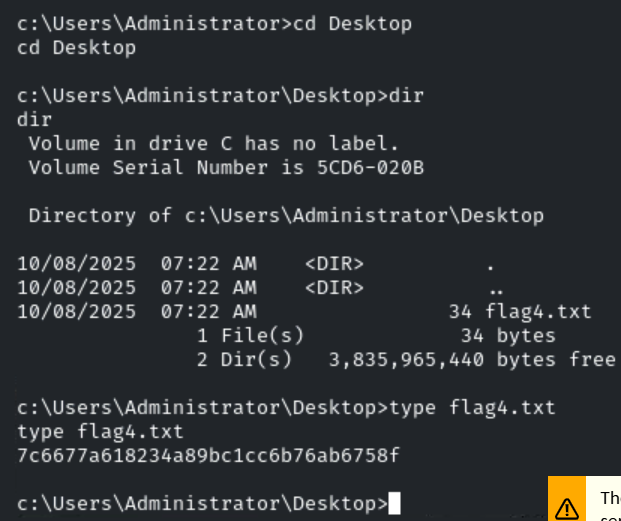 c:\Users\Administrator>cd Desktop
cd Desktop
c:\Users\Administrator\Desktop>dir
dir
 Volume in drive C has no label.
 Volume Serial Number is 5CD6-020B
 Directory of c:\Users\Administrator\Desktop
10/08/2025  07:22 AM    <DIR>          .
10/08/2025  07:22 AM    <DIR>          ..
10/08/2025  07:22 AM                34 flag4.txt
               1 File(s)             34 bytes
               2 Dir(s)   3,835,965,440 bytes free
c:\Users\Administrator\Desktop>type flag4.txt
type flag4.txt
7c6677a618234a89bc1cc6b76ab6758f
c:\Users\Administrator\Desktop>